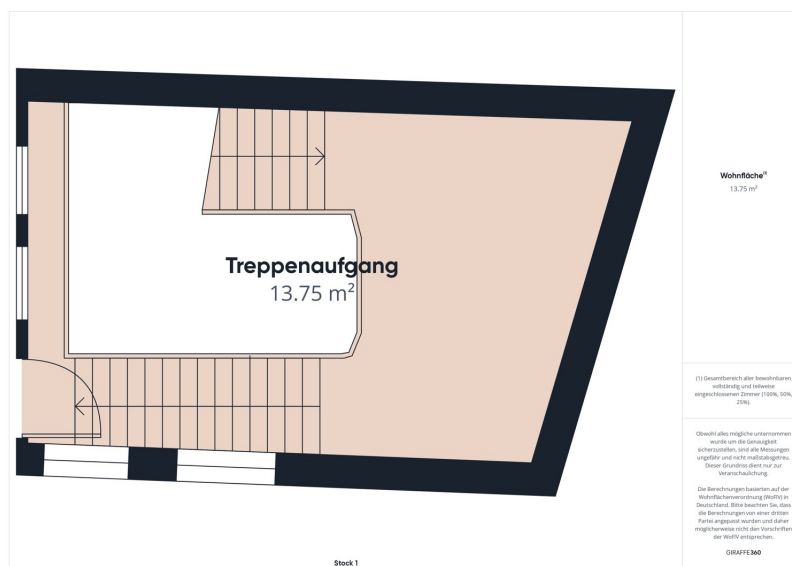 Treppenaufgang
13.75 m²
Stock 1
Wohnfläche⁽¹⁾
13.75 m²
(1) Gesamtbereich aller bewohnbaren
vollständig und teilweise
eingeschlossenen Zimmer (100%, 50%,
25%).
Obwohl alles mögliche unternommen
wurde um die Genauigkeit
sicherzustellen, sind alle Messungen
ungefähr und nicht maßstabsgetreu.
Dieser Grundriss dient nur zur
Veranschaulichung.
Die Berechnungen basierten auf der
Wohnflächenverordnung (WoFlV) in
Deutschland. Bitte beachten Sie, dass
die Berechnungen von einer dritten
Partei angepasst wurden und daher
möglicherweise nicht den Vorschriften
der WoFlV entsprechen.
GIRAFFE360